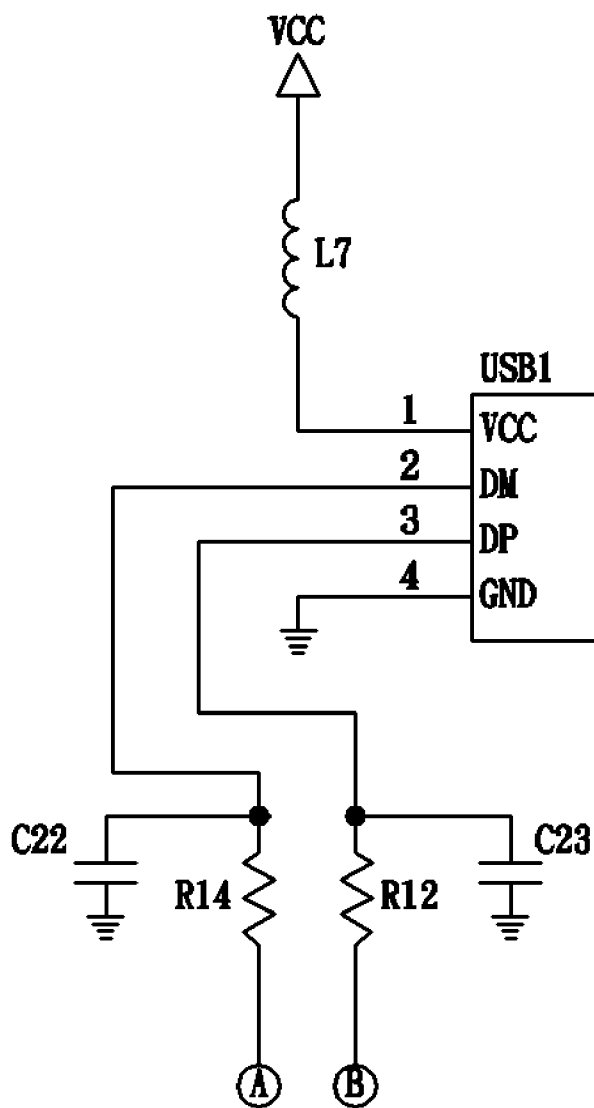 VCC
L7
USB1
1 VCC
2 DM
3 DP
4 GND
C22 C23
R14 R12
A B